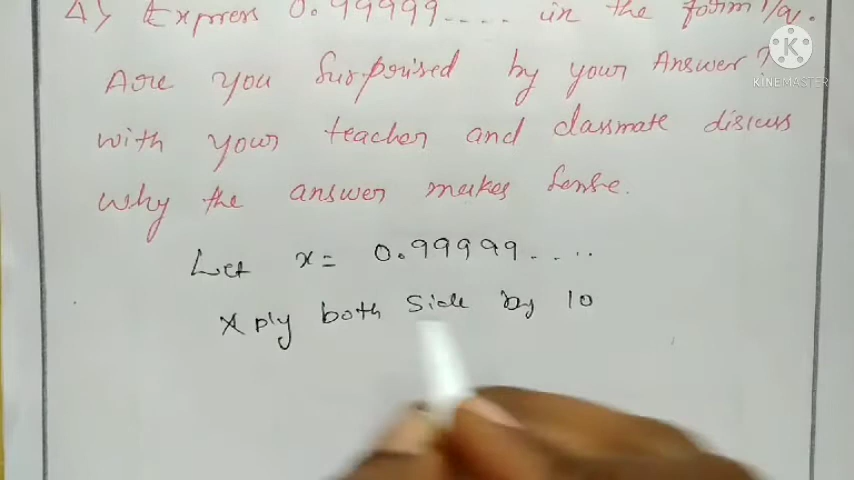 4) Express 0.99999.... in the form P/q.
Are you Surprised by your Answer?
with your teacher and classmate discuss
why the answer makes Sense.
Let x = 0.99999.....
X ply both Side by 10
KINEMASTER